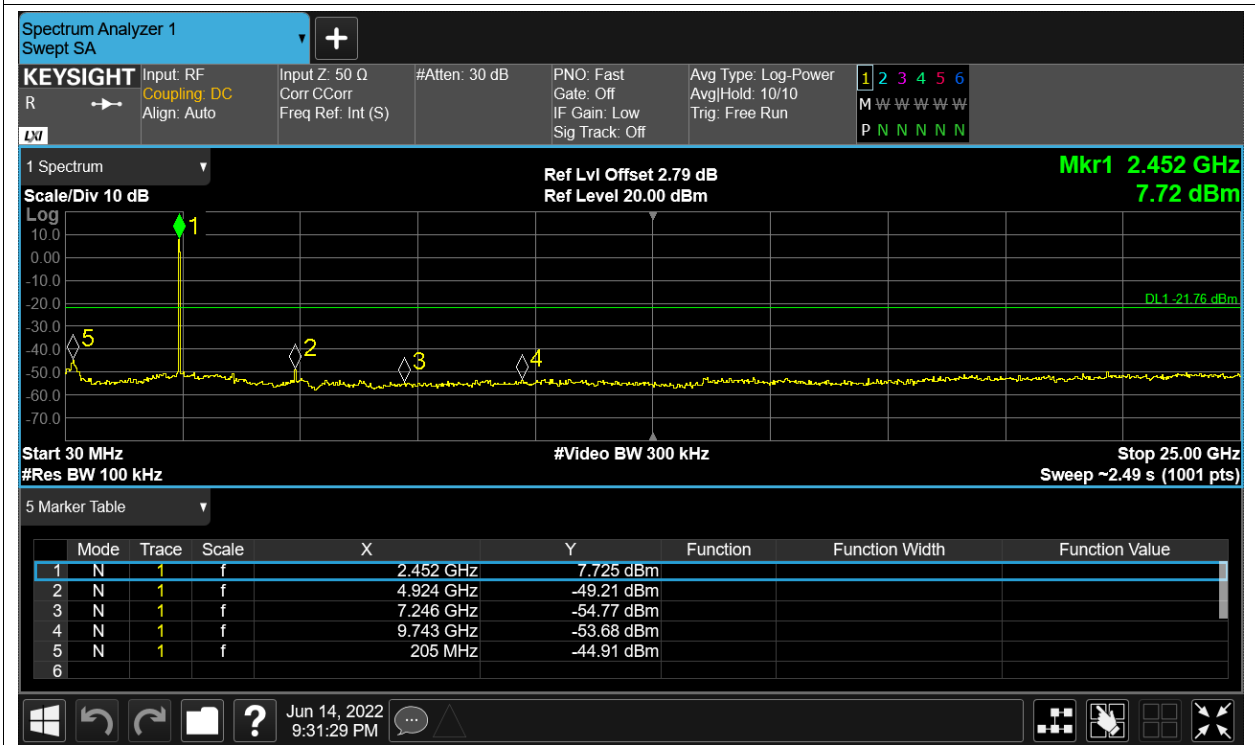 Spectrum Analyzer 1
Swept SA
KEYSIGHT Input: RF Input Z: 50 Ω #Atten: 30 dB PNO: Fast Avg Type: Log-Power 1 2 3 4 5 6
R Coupling: DC Corr CCorr Gate: Off Avg|Hold: 10/10 M W W W W W
Align: Auto Freq Ref: Int (S) IF Gain: Low Trig: Free Run
LXI Sig Track: Off P N N N N N
1 Spectrum Ref Lvl Offset 2.79 dB Mkr1 2.452 GHz
Scale/Div 10 dB Ref Level 20.00 dBm 7.72 dBm
Log
1
10.0
0.00
-10.0
-20.0 DL1 -21.76 dBm
-30.0
5
-40.0 2 3 4
-50.0
-60.0
-70.0
Start 30 MHz #Video BW 300 kHz Stop 25.00 GHz
#Res BW 100 kHz Sweep ~2.49 s (1001 pts)
5 Marker Table
Mode Trace Scale X Y Function Function Width Function Value
1 N 1 f 2.452 GHz 7.725 dBm
2 N 1 f 4.924 GHz -49.21 dBm
3 N 1 f 7.246 GHz -54.77 dBm
4 N 1 f 9.743 GHz -53.68 dBm
5 N 1 f 205 MHz -44.91 dBm
6
? Jun 14, 2022
9:31:29 PM